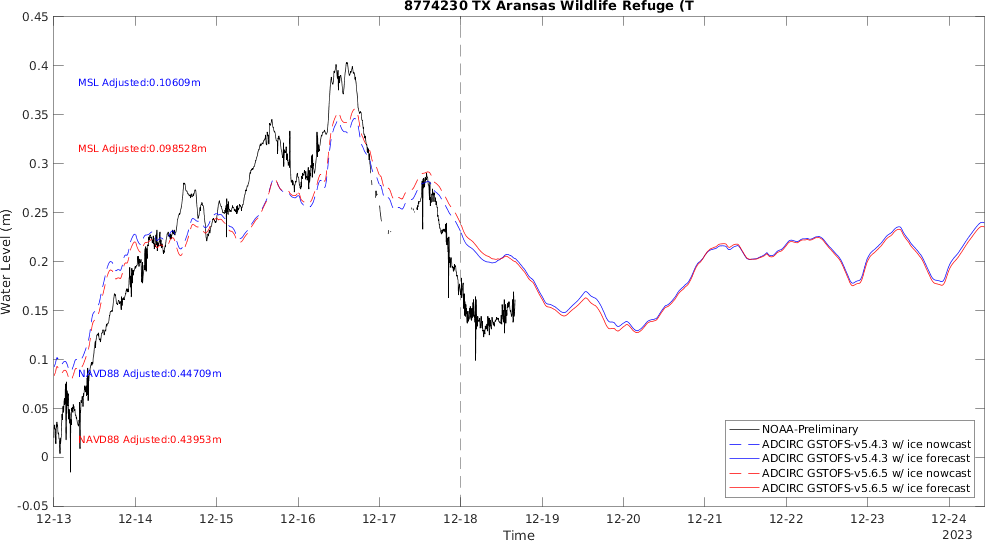 8774230 TX Aransas Wildlife Refuge (T
0.45
0.4
0.35
0.3
0.25
0.2
0.15
0.1
0.05
0
-0.05
Water Level (m)
MSL Adjusted:0.10609m
MSL Adjusted:0.098528m
NAVD88 Adjusted:0.44709m
NAVD88 Adjusted:0.43953m
NOAA-Preliminary
ADCIRC GSTOFS-v5.4.3 w/ ice nowcast
ADCIRC GSTOFS-v5.4.3 w/ ice forecast
ADCIRC GSTOFS-v5.6.5 w/ ice nowcast
ADCIRC GSTOFS-v5.6.5 w/ ice forecast
12-13 12-14 12-15 12-16 12-17 12-18 12-19 12-20 12-21 12-22 12-23 12-24
Time
2023